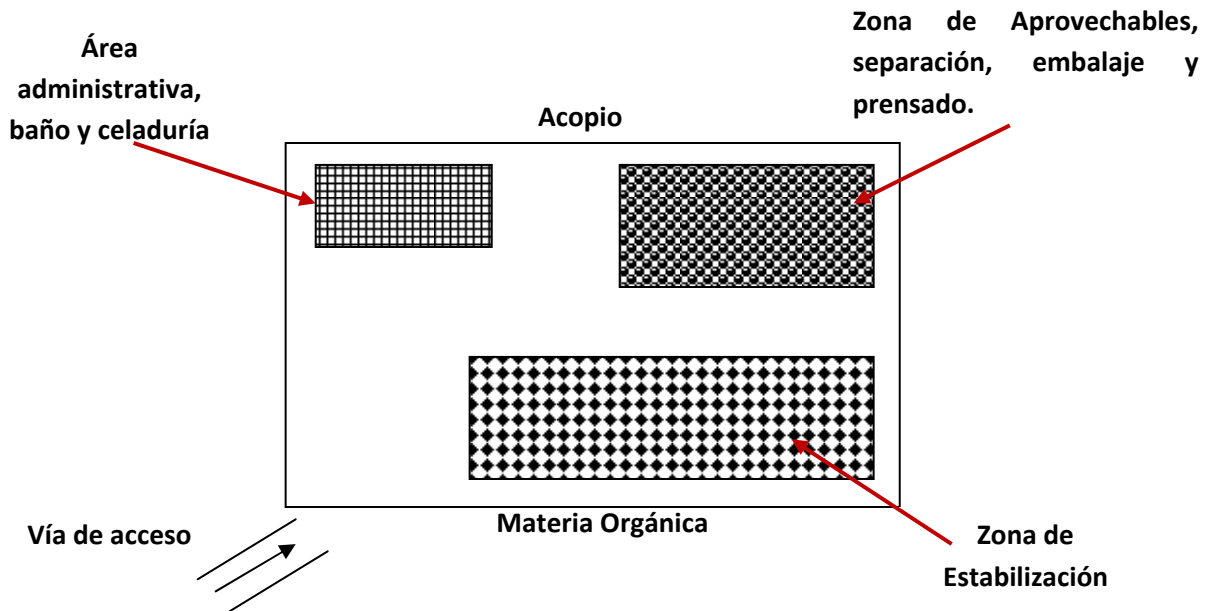 Zona de Aprovechables,
separación, embalaje y
prensado.
Área
administrativa,
baño y celaduría
Acopio
Materia Orgánica
Vía de acceso
Zona de
Estabilización